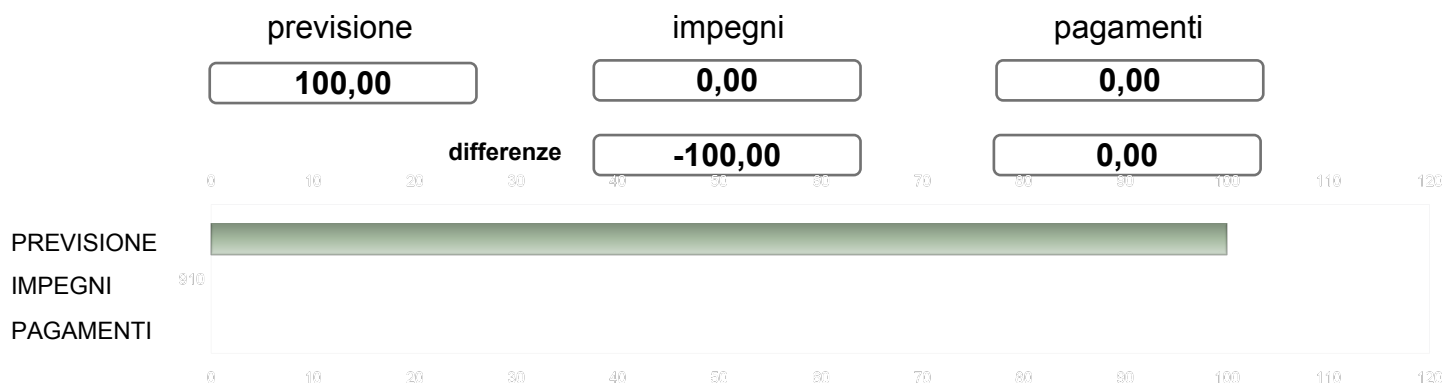 previsione impegni pagamenti
100,00 0,00 0,00
differenze -100,00 0,00
0 10 20 30 40 50 60 70 80 90 100 110 120
PREVISIONE
910
IMPEGNI
PAGAMENTI
0 10 20 30 40 50 60 70 80 90 100 110 120